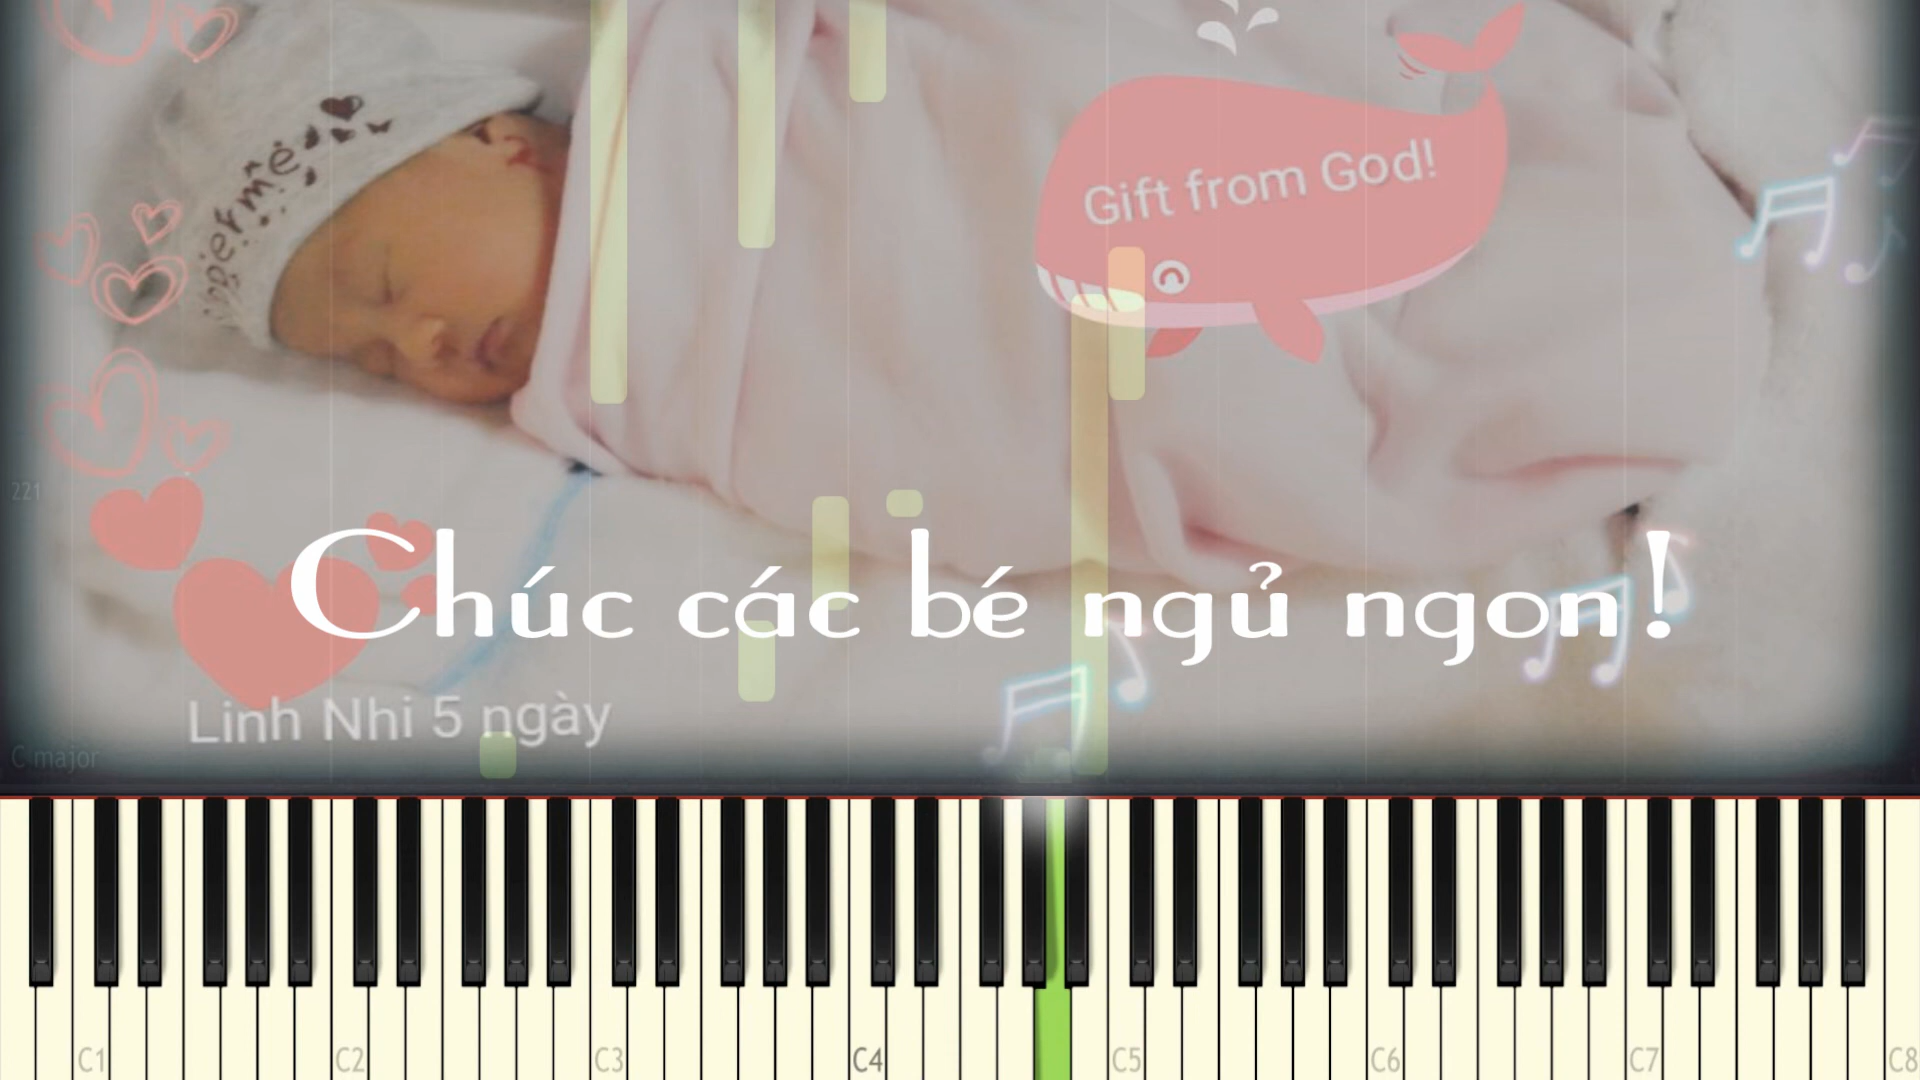 Gift from God!
221
Chúc các bé ngủ ngon!
Linh Nhi 5 ngày
C major
C1 C2 C3 C4 C5 C6 C7 C8